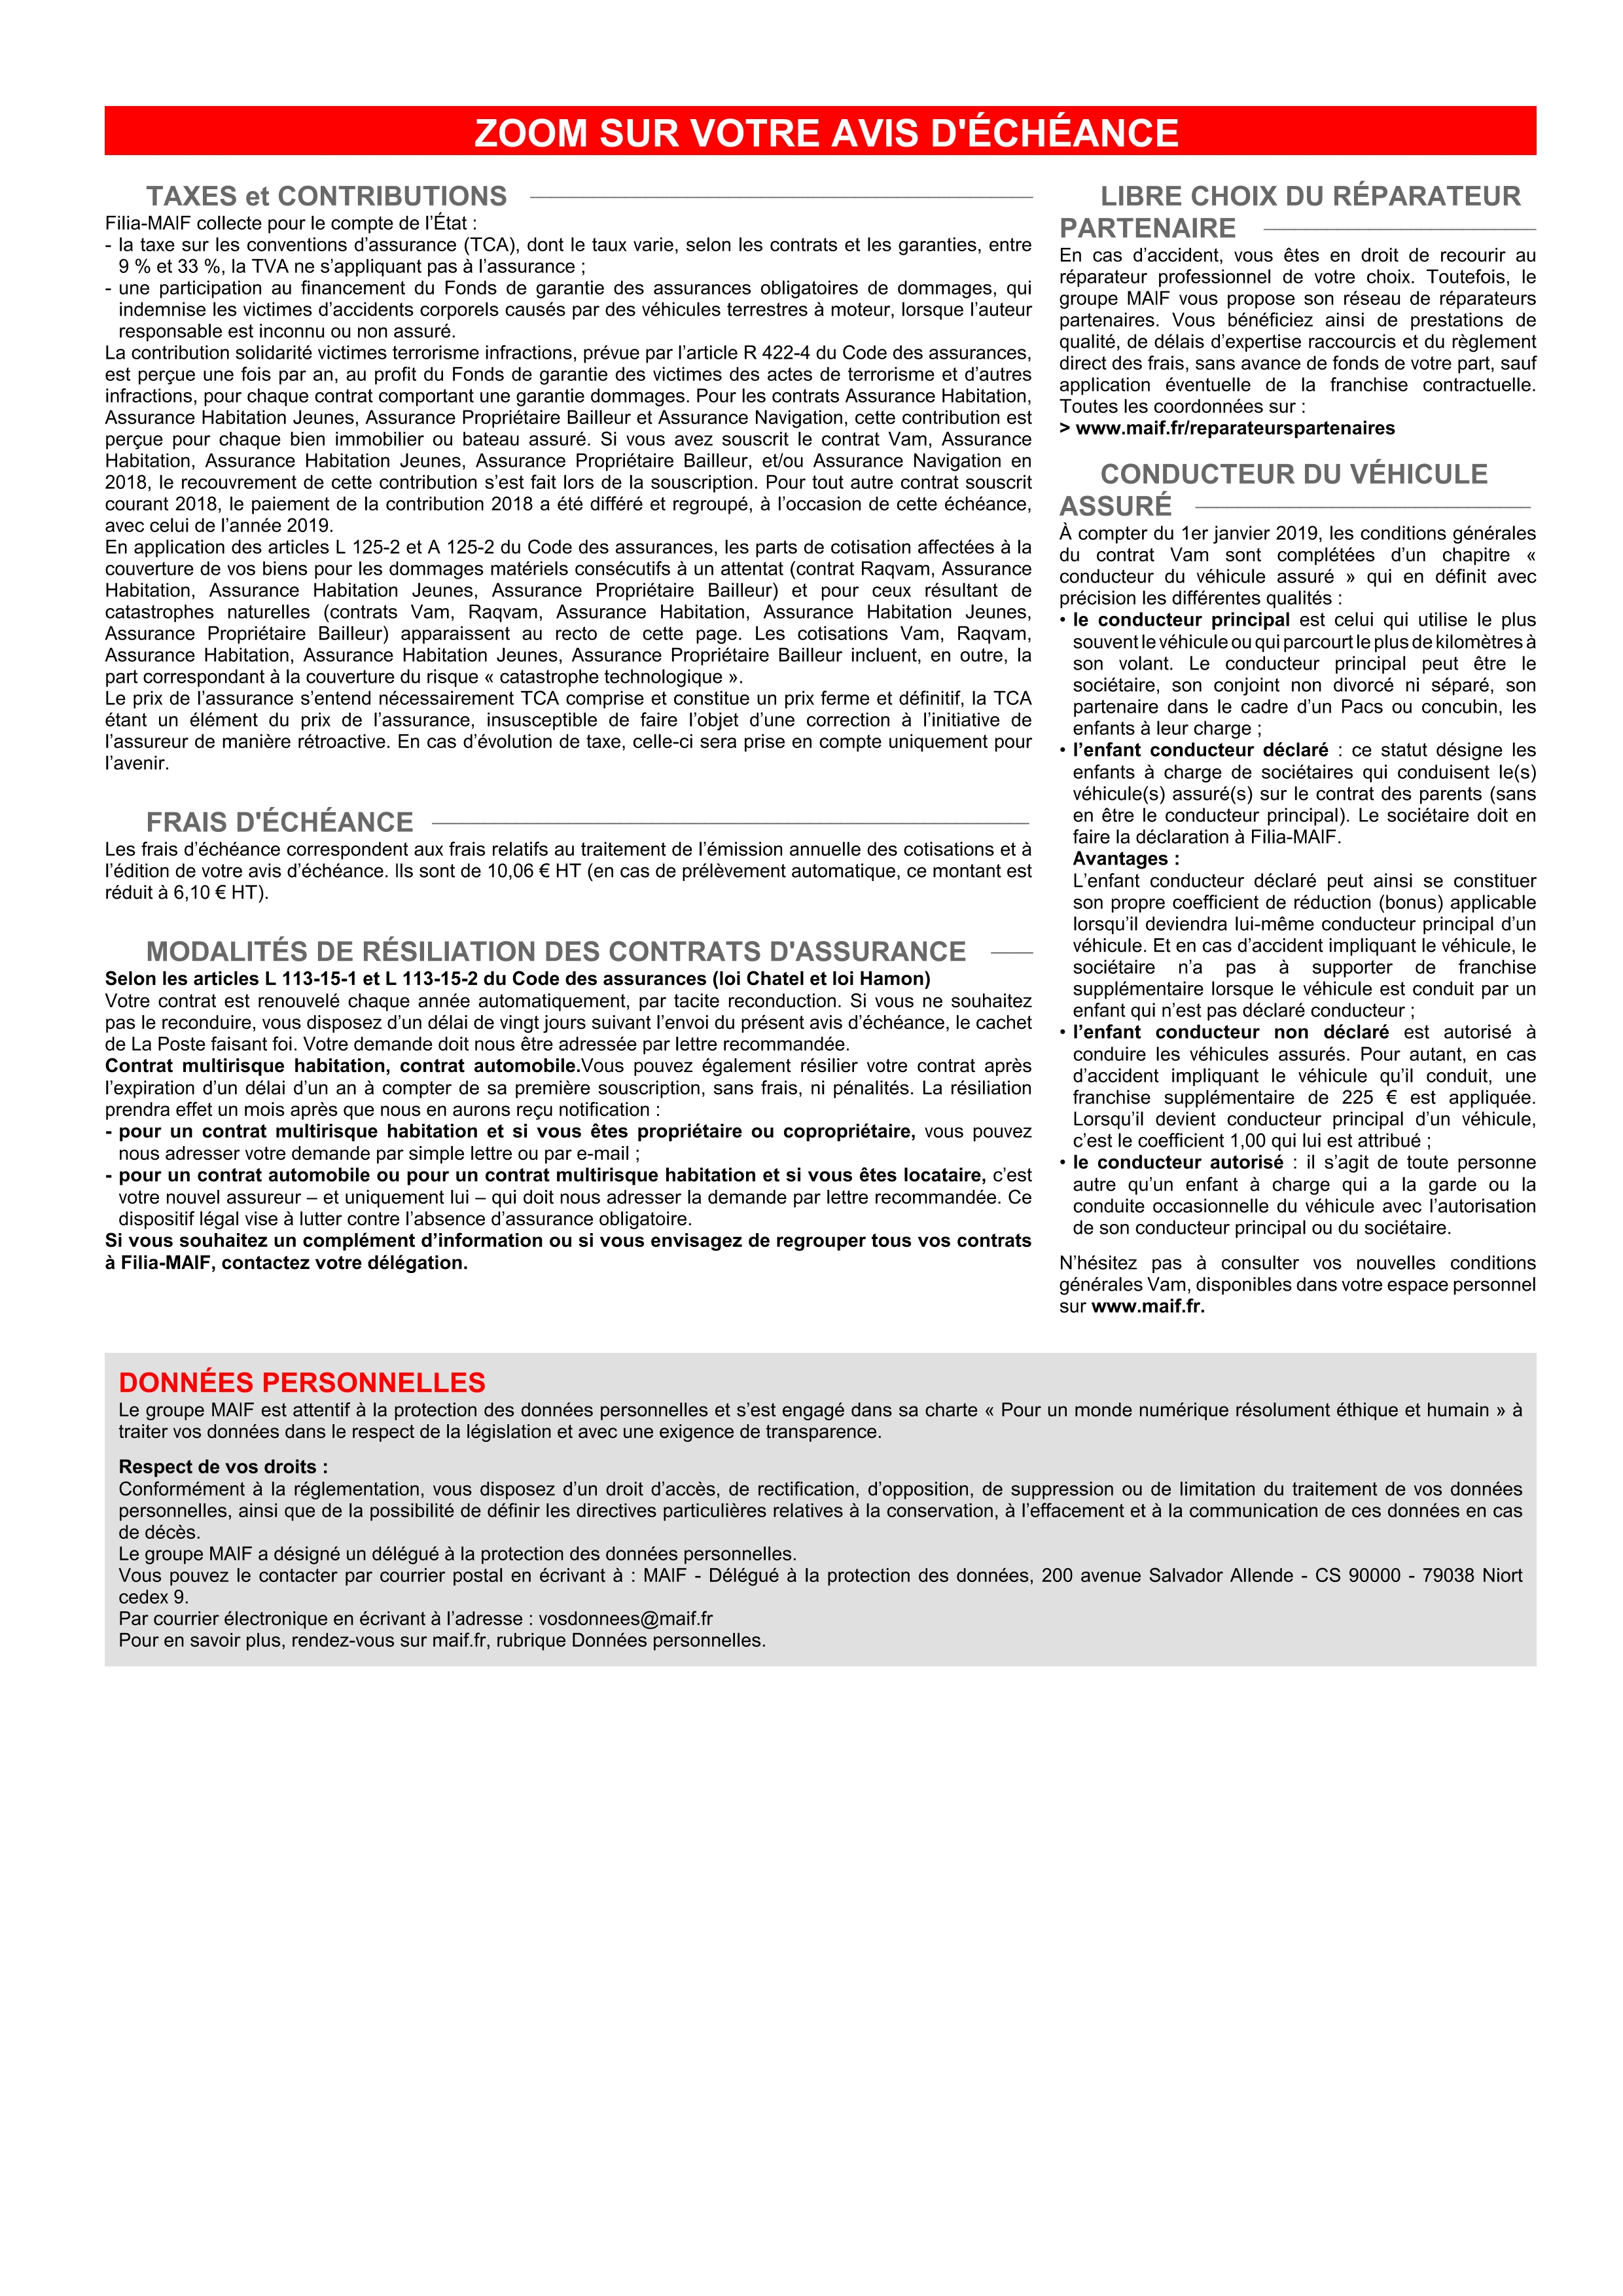 ZOOM SUR VOTRE AVIS D'ÉCHÉANCE
TAXES et CONTRIBUTIONS
Filia-MAIF collecte pour le compte de l’État :
- la taxe sur les conventions d’assurance (TCA), dont le taux varie, selon les contrats et les garanties, entre
9 % et 33 %, la TVA ne s’appliquant pas à l’assurance ;
- une participation au financement du Fonds de garantie des assurances obligatoires de dommages, qui
indemnise les victimes d’accidents corporels causés par des véhicules terrestres à moteur, lorsque l’auteur
responsable est inconnu ou non assuré.
La contribution solidarité victimes terrorisme infractions, prévue par l’article R 422-4 du Code des assurances,
est perçue une fois par an, au profit du Fonds de garantie des victimes des actes de terrorisme et d’autres
infractions, pour chaque contrat comportant une garantie dommages. Pour les contrats Assurance Habitation,
Assurance Habitation Jeunes, Assurance Propriétaire Bailleur et Assurance Navigation, cette contribution est
perçue pour chaque bien immobilier ou bateau assuré. Si vous avez souscrit le contrat Vam, Assurance
Habitation, Assurance Habitation Jeunes, Assurance Propriétaire Bailleur, et/ou Assurance Navigation en
2018, le recouvrement de cette contribution s’est fait lors de la souscription. Pour tout autre contrat souscrit
courant 2018, le paiement de la contribution 2018 a été différé et regroupé, à l’occasion de cette échéance,
avec celui de l’année 2019.
En application des articles L 125-2 et A 125-2 du Code des assurances, les parts de cotisation affectées à la
couverture de vos biens pour les dommages matériels consécutifs à un attentat (contrat Raqvam, Assurance
Habitation, Assurance Habitation Jeunes, Assurance Propriétaire Bailleur) et pour ceux résultant de
catastrophes naturelles (contrats Vam, Raqvam, Assurance Habitation, Assurance Habitation Jeunes,
Assurance Propriétaire Bailleur) apparaissent au recto de cette page. Les cotisations Vam, Raqvam,
Assurance Habitation, Assurance Habitation Jeunes, Assurance Propriétaire Bailleur incluent, en outre, la
part correspondant à la couverture du risque « catastrophe technologique ».
Le prix de l’assurance s’entend nécessairement TCA comprise et constitue un prix ferme et définitif, la TCA
étant un élément du prix de l’assurance, insusceptible de faire l’objet d’une correction à l’initiative de
l’assureur de manière rétroactive. En cas d’évolution de taxe, celle-ci sera prise en compte uniquement pour
l’avenir.
FRAIS D'ÉCHÉANCE
Les frais d’échéance correspondent aux frais relatifs au traitement de l’émission annuelle des cotisations et à
l’édition de votre avis d’échéance. Ils sont de 10,06 € HT (en cas de prélèvement automatique, ce montant est
réduit à 6,10 € HT).
MODALITÉS DE RÉSILIATION DES CONTRATS D'ASSURANCE
Selon les articles L 113-15-1 et L 113-15-2 du Code des assurances (loi Chatel et loi Hamon)
Votre contrat est renouvelé chaque année automatiquement, par tacite reconduction. Si vous ne souhaitez
pas le reconduire, vous disposez d’un délai de vingt jours suivant l’envoi du présent avis d’échéance, le cachet
de La Poste faisant foi. Votre demande doit nous être adressée par lettre recommandée.
Contrat multirisque habitation, contrat automobile.Vous pouvez également résilier votre contrat après
l’expiration d’un délai d’un an à compter de sa première souscription, sans frais, ni pénalités. La résiliation
prendra effet un mois après que nous en aurons reçu notification :
- pour un contrat multirisque habitation et si vous êtes propriétaire ou copropriétaire, vous pouvez
nous adresser votre demande par simple lettre ou par e-mail ;
- pour un contrat automobile ou pour un contrat multirisque habitation et si vous êtes locataire, c’est
votre nouvel assureur – et uniquement lui – qui doit nous adresser la demande par lettre recommandée. Ce
dispositif légal vise à lutter contre l’absence d’assurance obligatoire.
Si vous souhaitez un complément d’information ou si vous envisagez de regrouper tous vos contrats
à Filia-MAIF, contactez votre délégation.
LIBRE CHOIX DU RÉPARATEUR
PARTENAIRE
En cas d’accident, vous êtes en droit de recourir au
réparateur professionnel de votre choix. Toutefois, le
groupe MAIF vous propose son réseau de réparateurs
partenaires. Vous bénéficiez ainsi de prestations de
qualité, de délais d’expertise raccourcis et du règlement
direct des frais, sans avance de fonds de votre part, sauf
application éventuelle de la franchise contractuelle.
Toutes les coordonnées sur :
> www.maif.fr/reparateurspartenaires
CONDUCTEUR DU VÉHICULE
ASSURÉ
À compter du 1er janvier 2019, les conditions générales
du contrat Vam sont complétées d’un chapitre «
conducteur du véhicule assuré » qui en définit avec
précision les différentes qualités :
• le conducteur principal est celui qui utilise le plus
souvent le véhicule ou qui parcourt le plus de kilomètres à
son volant. Le conducteur principal peut être le
sociétaire, son conjoint non divorcé ni séparé, son
partenaire dans le cadre d’un Pacs ou concubin, les
enfants à leur charge ;
• l’enfant conducteur déclaré : ce statut désigne les
enfants à charge de sociétaires qui conduisent le(s)
véhicule(s) assuré(s) sur le contrat des parents (sans
en être le conducteur principal). Le sociétaire doit en
faire la déclaration à Filia-MAIF.
Avantages :
L’enfant conducteur déclaré peut ainsi se constituer
son propre coefficient de réduction (bonus) applicable
lorsqu’il deviendra lui-même conducteur principal d’un
véhicule. Et en cas d’accident impliquant le véhicule, le
sociétaire n’a pas à supporter de franchise
supplémentaire lorsque le véhicule est conduit par un
enfant qui n’est pas déclaré conducteur ;
• l’enfant conducteur non déclaré est autorisé à
conduire les véhicules assurés. Pour autant, en cas
d’accident impliquant le véhicule qu’il conduit, une
franchise supplémentaire de 225 € est appliquée.
Lorsqu’il devient conducteur principal d’un véhicule,
c’est le coefficient 1,00 qui lui est attribué ;
• le conducteur autorisé : il s’agit de toute personne
autre qu’un enfant à charge qui a la garde ou la
conduite occasionnelle du véhicule avec l’autorisation
de son conducteur principal ou du sociétaire.
N’hésitez pas à consulter vos nouvelles conditions
générales Vam, disponibles dans votre espace personnel
sur www.maif.fr.
DONNÉES PERSONNELLES
Le groupe MAIF est attentif à la protection des données personnelles et s’est engagé dans sa charte « Pour un monde numérique résolument éthique et humain » à
traiter vos données dans le respect de la législation et avec une exigence de transparence.
Respect de vos droits :
Conformément à la réglementation, vous disposez d’un droit d’accès, de rectification, d’opposition, de suppression ou de limitation du traitement de vos données
personnelles, ainsi que de la possibilité de définir les directives particulières relatives à la conservation, à l’effacement et à la communication de ces données en cas
de décès.
Le groupe MAIF a désigné un délégué à la protection des données personnelles.
Vous pouvez le contacter par courrier postal en écrivant à : MAIF - Délégué à la protection des données, 200 avenue Salvador Allende - CS 90000 - 79038 Niort
cedex 9.
Par courrier électronique en écrivant à l’adresse : vosdonnees@maif.fr
Pour en savoir plus, rendez-vous sur maif.fr, rubrique Données personnelles.